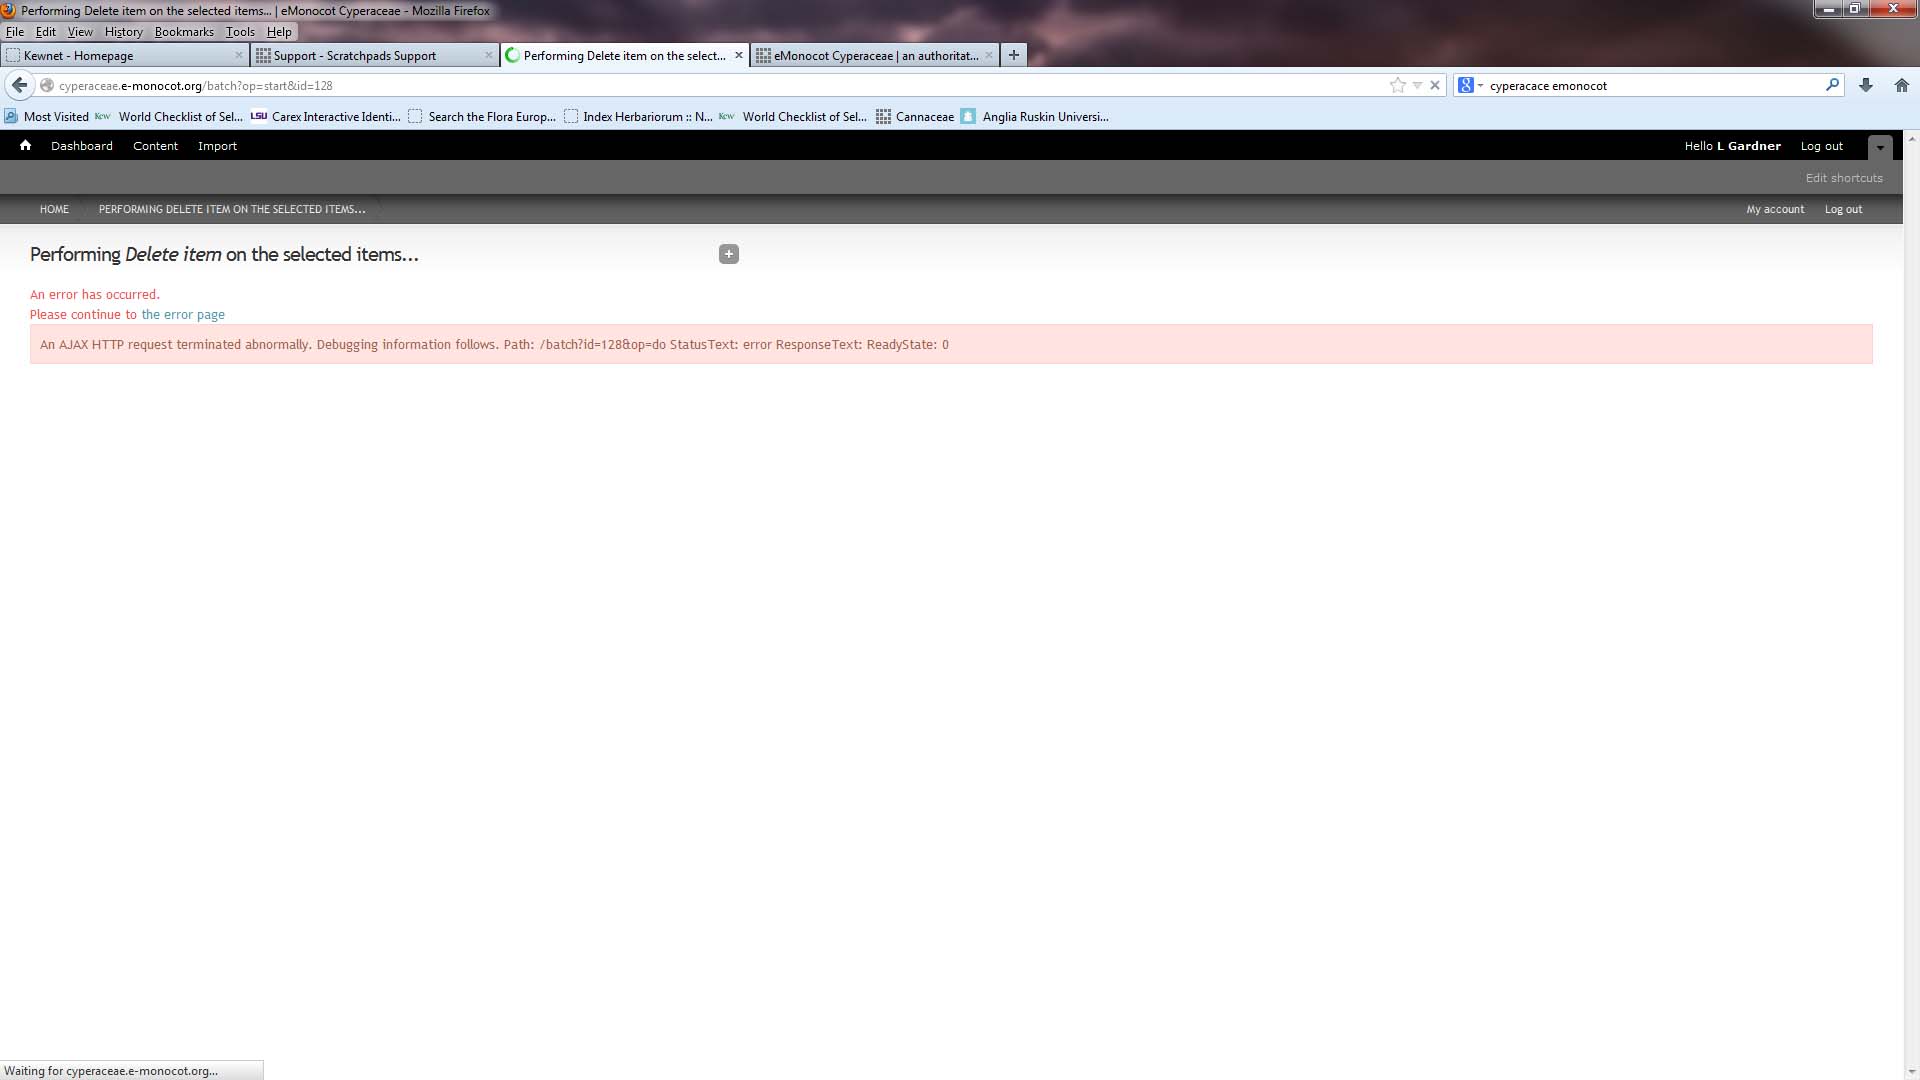 Performing Delete item on the selected items... | eMonocot Cyperaceae - Mozilla Firefox
File Edit View History Bookmarks Tools Help
Kewnet - Homepage Support - Scratchpads Support Performing Delete item on the select... eMonocot Cyperaceae | an authoritat...
cyperaceae.e-monocot.org/batch?op=start&id=128 cyperacace emonocot
Most Visited Kew World Checklist of Sel... LSU Carex Interactive Identi... Search the Flora Europ... Index Herbariorum :: N... Kew World Checklist of Sel... Cannaceae Anglia Ruskin Universi...
Dashboard Content Import Hello L Gardner Log out
Edit shortcuts
HOME PERFORMING DELETE ITEM ON THE SELECTED ITEMS... My account Log out
Performing Delete item on the selected items...
An error has occurred.
Please continue to the error page
An AJAX HTTP request terminated abnormally. Debugging information follows. Path: /batch?id=128&op=do StatusText: error ResponseText: ReadyState: 0
Waiting for cyperaceae.e-monocot.org...